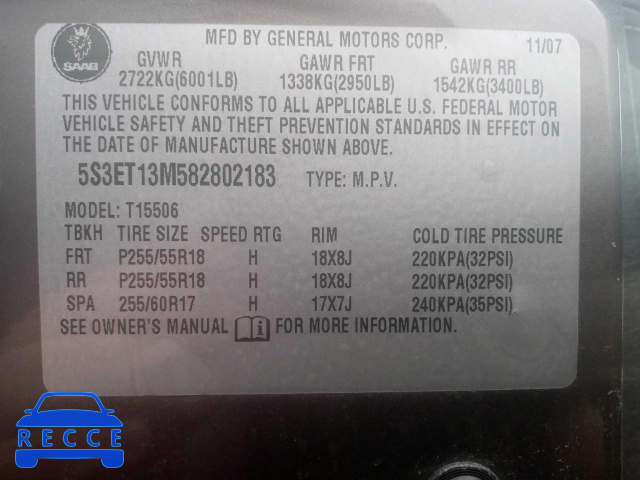 MFD BY GENERAL MOTORS CORP. 11/07
SAAB
GVWR GAWR FRT GAWR RR
2722KG(6001LB) 1338KG(2950LB) 1542KG(3400LB)
THIS VEHICLE CONFORMS TO ALL APPLICABLE U.S. FEDERAL MOTOR
VEHICLE SAFETY AND THEFT PREVENTION STANDARDS IN EFFECT ON
THE DATE OF MANUFACTURE SHOWN ABOVE.
5S3ET13M582802183 TYPE: M.P.V.
MODEL: T15506
TBKH TIRE SIZE SPEED RTG RIM COLD TIRE PRESSURE
FRT P255/55R18 H 18X8J 220KPA(32PSI)
RR P255/55R18 H 18X8J 220KPA(32PSI)
SPA 255/60R17 H 17X7J 240KPA(35PSI)
SEE OWNER'S MANUAL FOR MORE INFORMATION.
RECCE